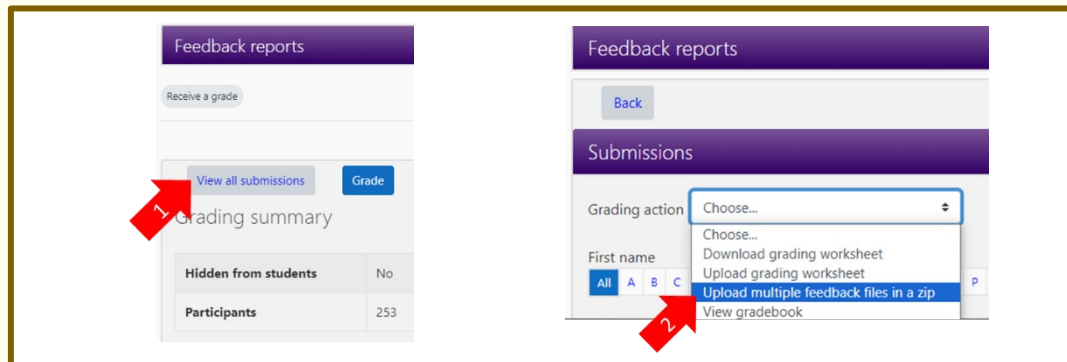 Feedback reports
Receive a grade
View all submissions Grade
1
Grading summary
Hidden from students No
Participants 253
Feedback reports
Back
Submissions
Grading action Choose...
Choose...
Download grading worksheet
First name
Upload grading worksheet
All A B C P
Upload multiple feedback files in a zip
View gradebook
2